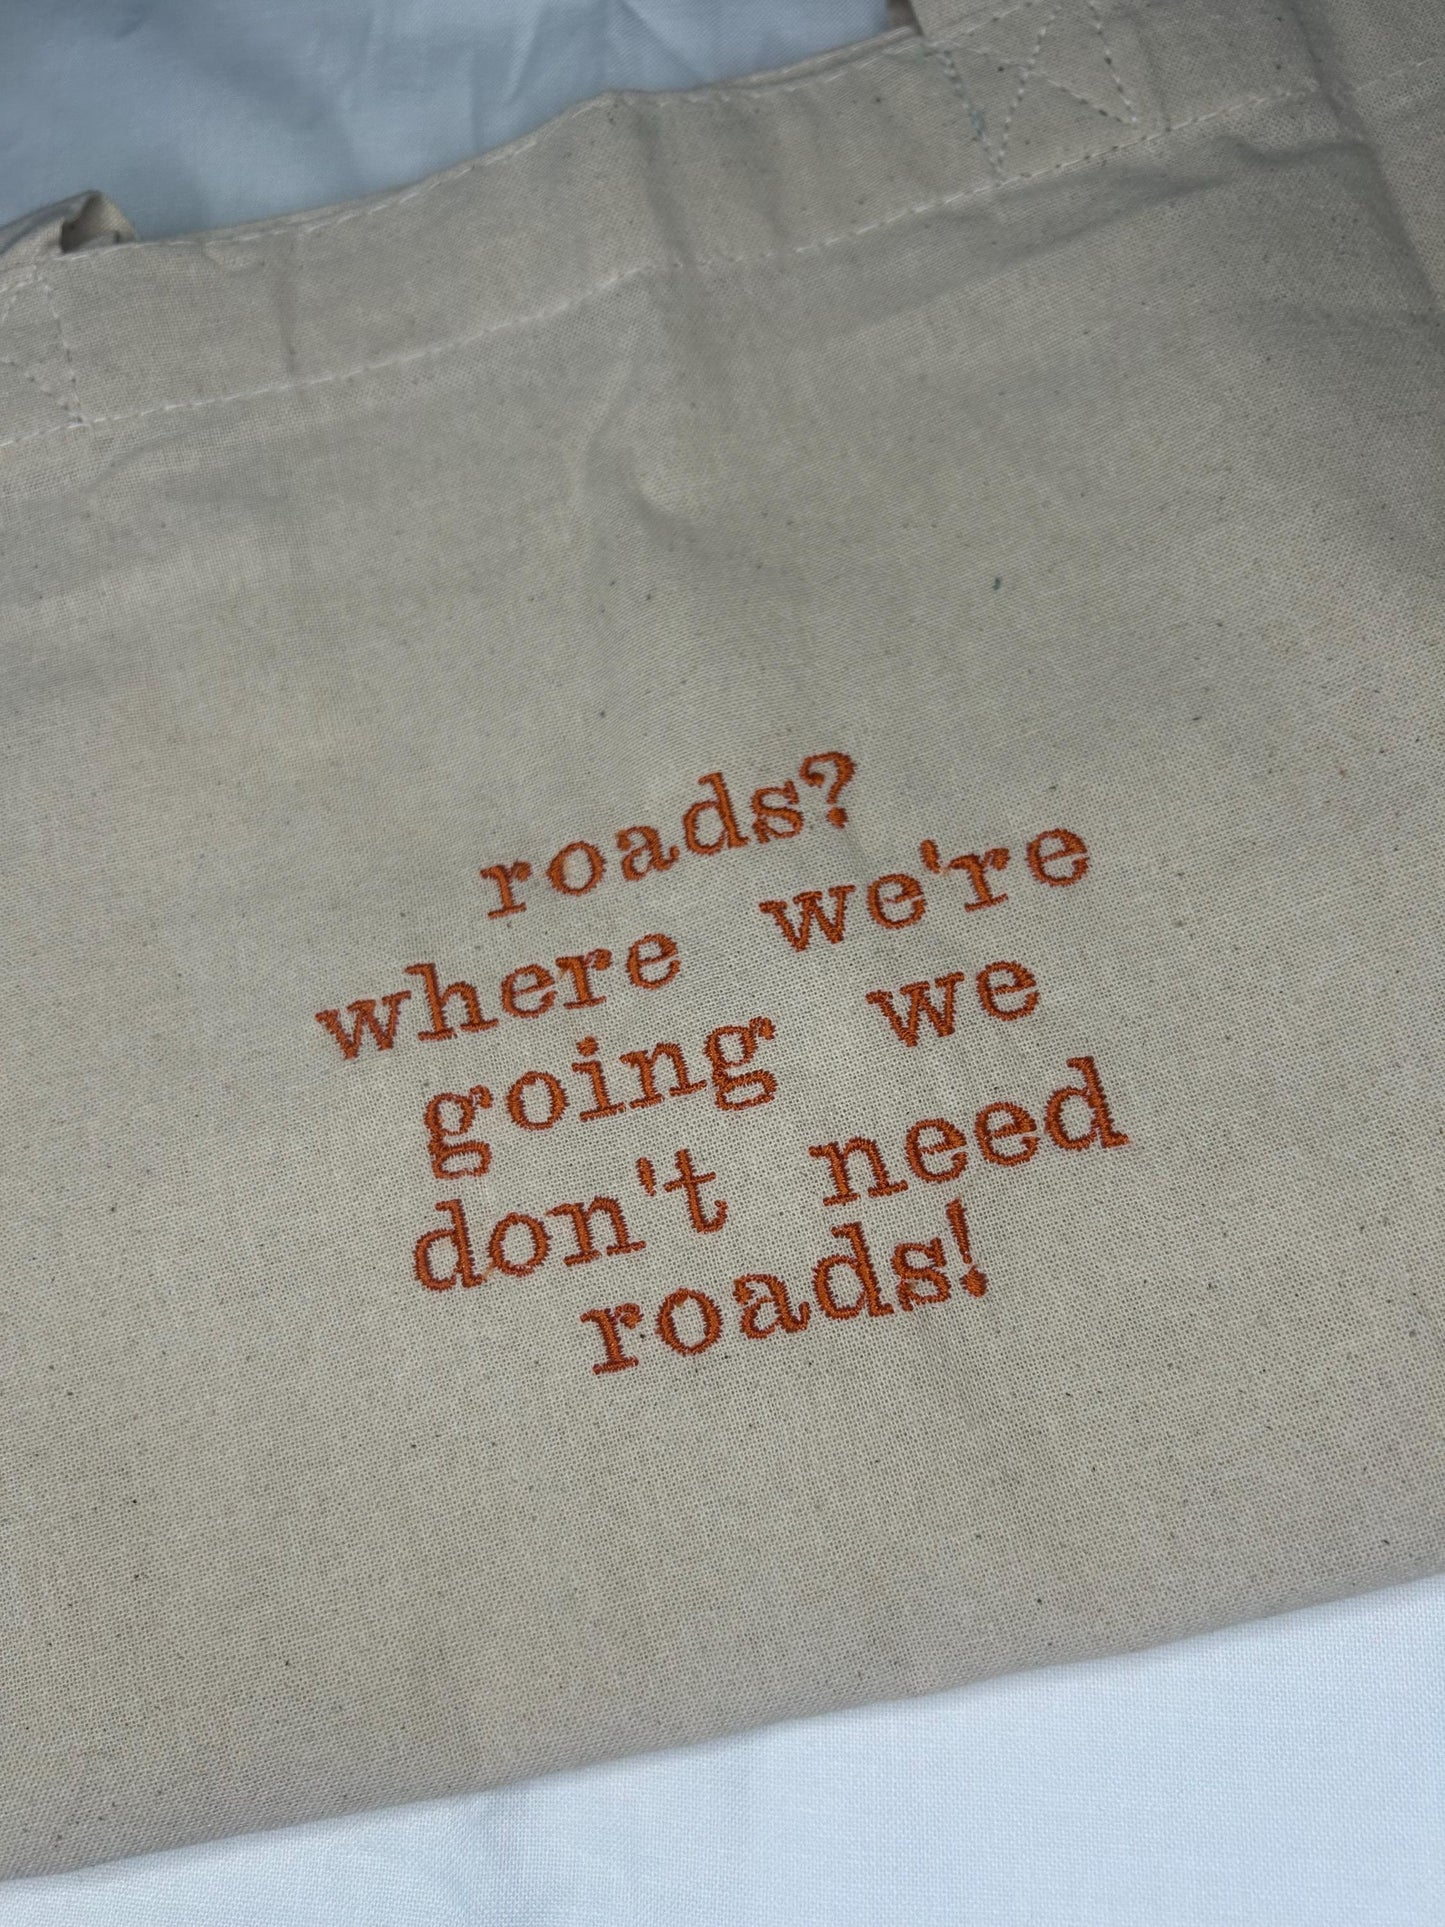 roads?
where we're
going we
don't need
roads!